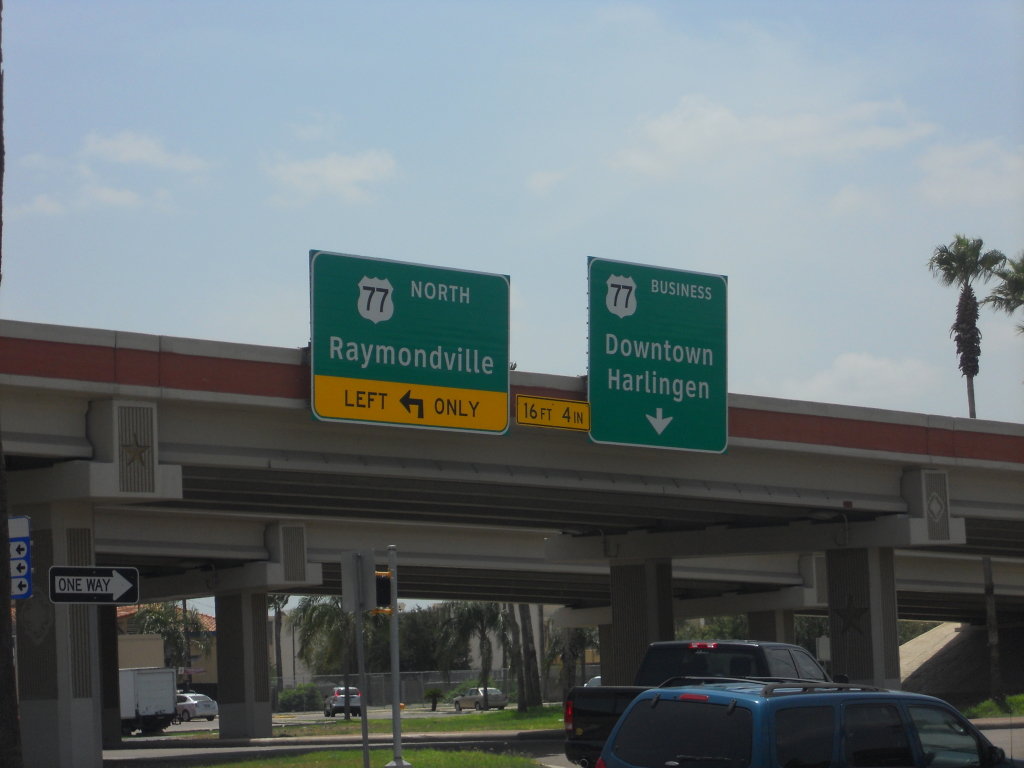 77 NORTH
Raymondville
LEFT ONLY
16 FT 4 IN
77 BUSINESS
Downtown
Harlingen
ONE WAY